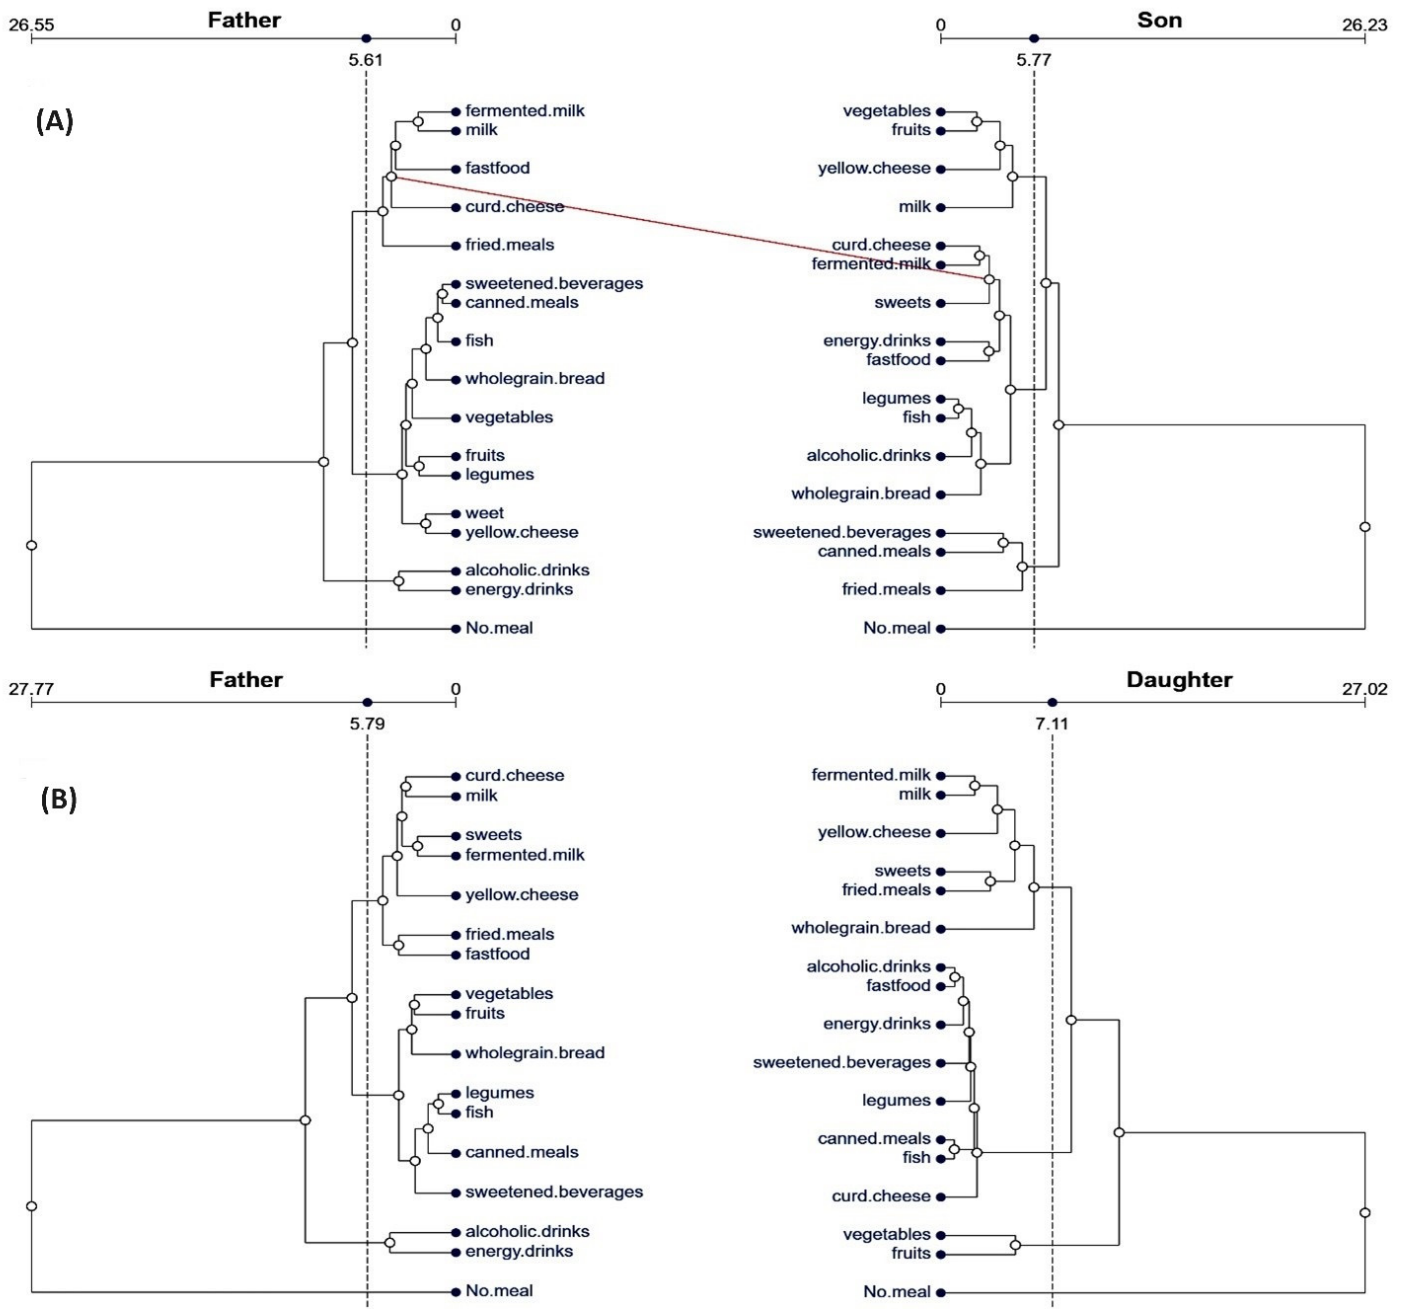 Father
Son
26.55
0
0
26.23
5.61
5.77
(A)
fermented.milk
milk
fastfood
curd.cheese
fried.meals
sweetened.beverages
canned.meals
fish
wholegrain.bread
vegetables
fruits
legumes
weet
yellow.cheese
alcoholic.drinks
energy.drinks
No.meal
vegetables
fruits
yellow.cheese
milk
curd.cheese
fermented.milk
sweets
energy.drinks
fastfood
legumes
fish
alcoholic.drinks
wholegrain.bread
sweetened.beverages
canned.meals
fried.meals
No.meal
Father
Daughter
27.77
0
0
27.02
5.79
7.11
(B)
curd.cheese
milk
sweets
fermented.milk
yellow.cheese
fried.meals
fastfood
vegetables
fruits
wholegrain.bread
legumes
fish
canned.meals
sweetened.beverages
alcoholic.drinks
energy.drinks
No.meal
fermented.milk
milk
yellow.cheese
sweets
fried.meals
wholegrain.bread
alcoholic.drinks
fastfood
energy.drinks
sweetened.beverages
legumes
canned.meals
fish
curd.cheese
vegetables
fruits
No.meal